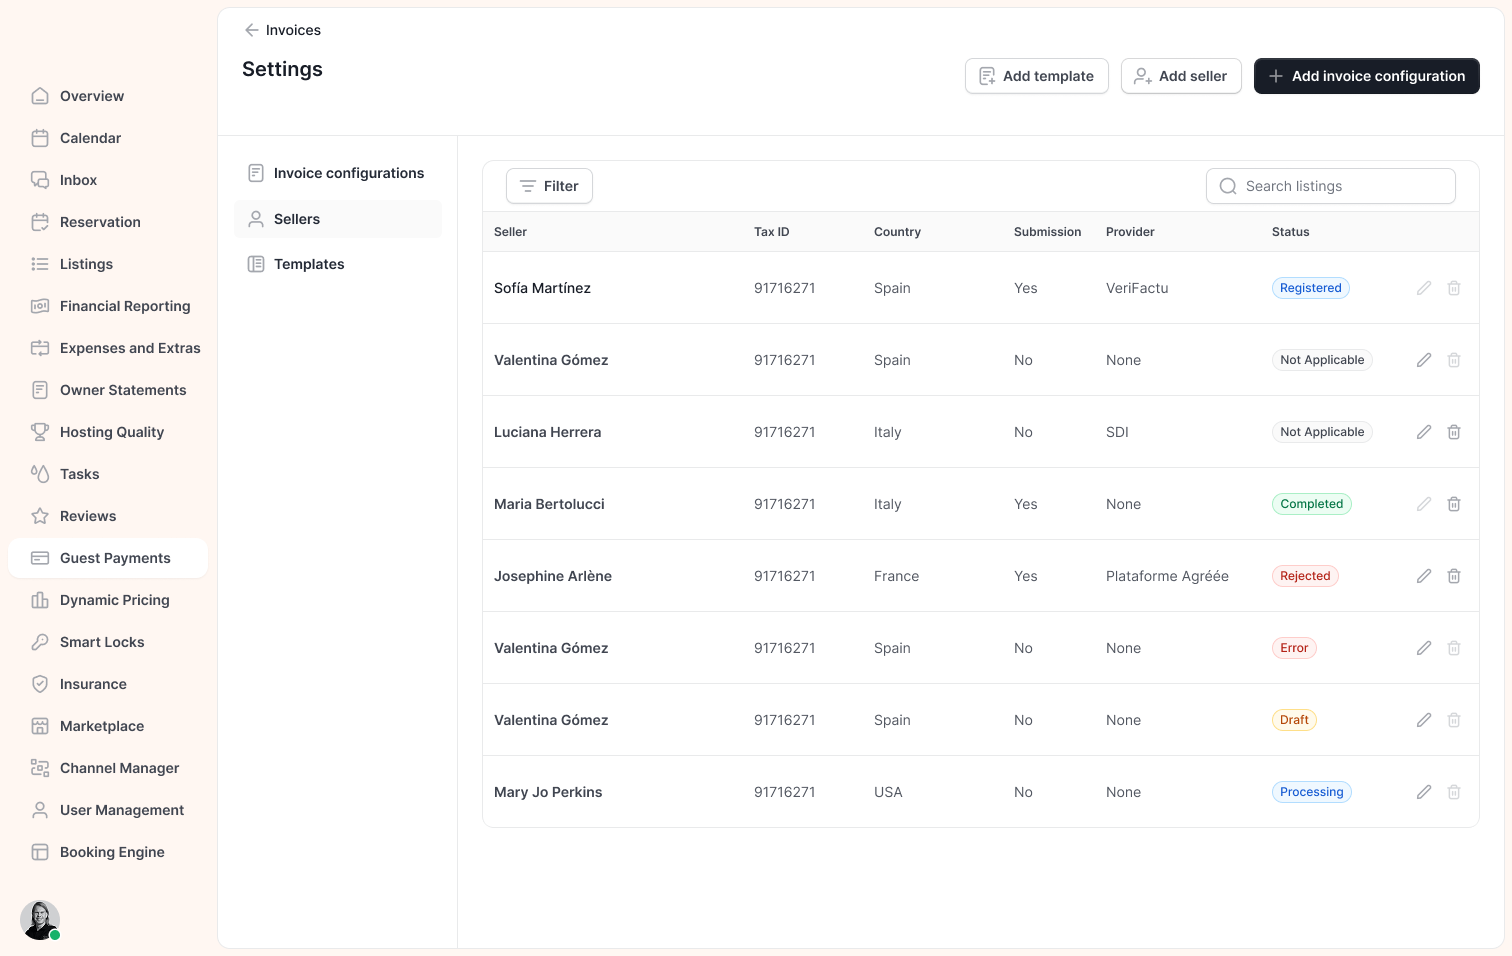 Invoices
Settings
Add template
Add seller
Add invoice configuration
Overview
Calendar
Inbox
Reservation
Listings
Financial Reporting
Expenses and Extras
Owner Statements
Hosting Quality
Tasks
Reviews
Guest Payments
Dynamic Pricing
Smart Locks
Insurance
Marketplace
Channel Manager
User Management
Booking Engine
Invoice configurations
Sellers
Templates
Filter
Search listings
Seller Tax ID Country Submission Provider Status
Sofía Martínez 91716271 Spain Yes VeriFactu Registered
Valentina Gómez 91716271 Spain No None Not Applicable
Luciana Herrera 91716271 Italy No SDI Not Applicable
Maria Bertolucci 91716271 Italy Yes None Completed
Josephine Arlène 91716271 France Yes Plataforme Agréée Rejected
Valentina Gómez 91716271 Spain No None Error
Valentina Gómez 91716271 Spain No None Draft
Mary Jo Perkins 91716271 USA No None Processing